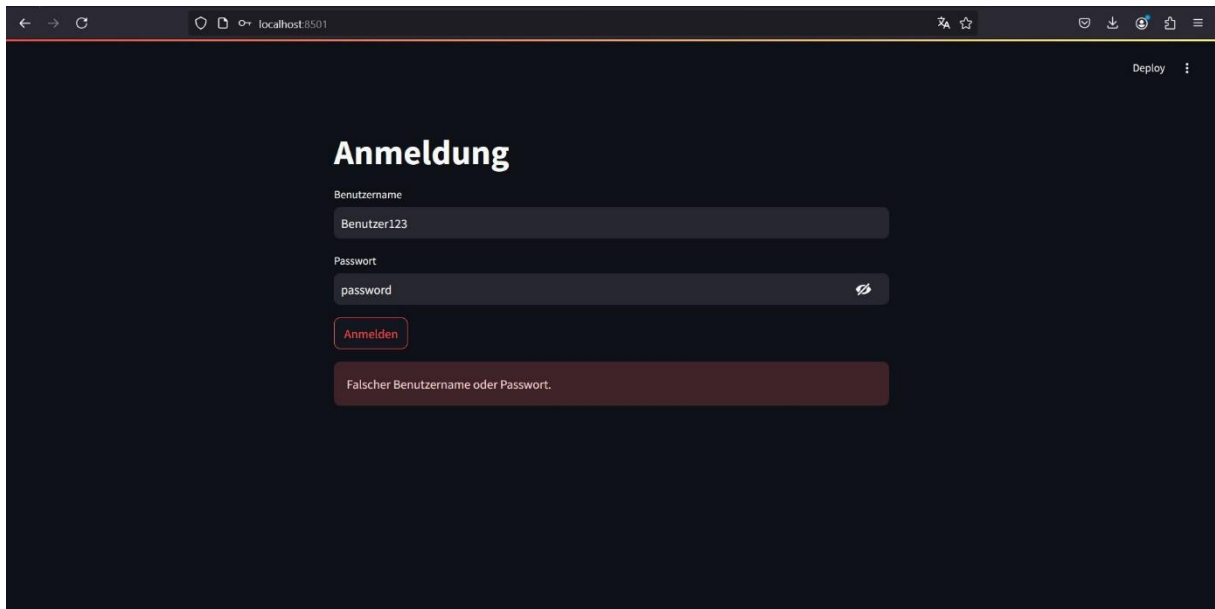 localhost:8501
Deploy
Anmeldung
Benutzername
Benutzer123
Passwort
password
Anmelden
Falscher Benutzername oder Passwort.